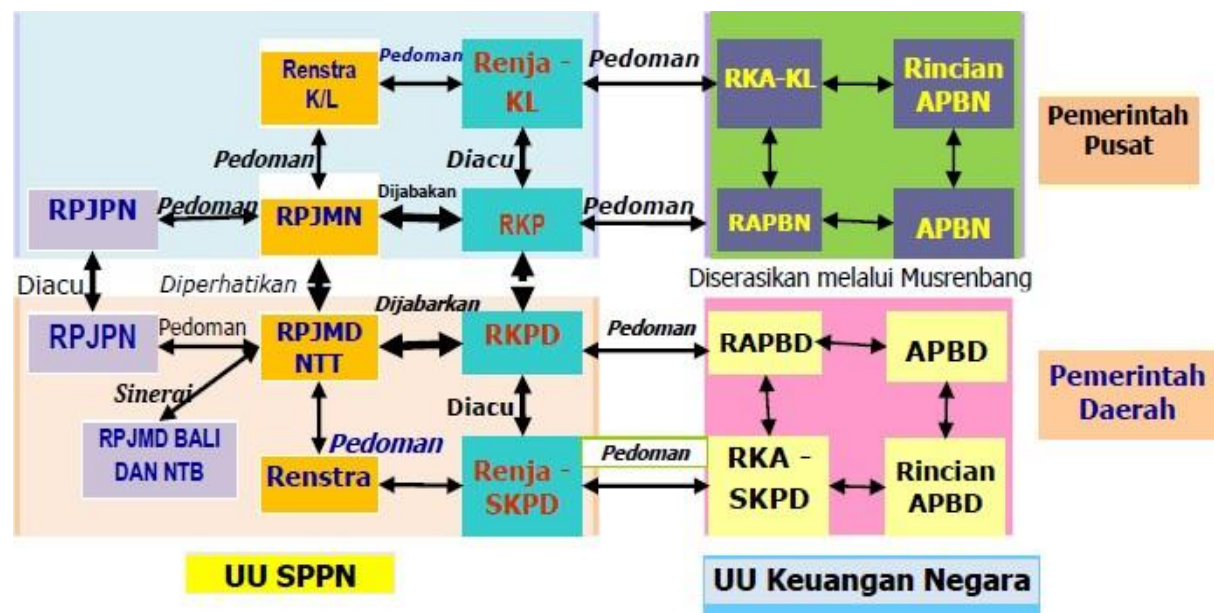 Renstra
K/L
Pedoman
Renja -
KL
Pedoman
RKA-KL
Rincian
APBN
Pemerintah
Pusat
Pedoman
Diacu
RPJPN
Pedoman
RPJMN
Dijabakan
RKP
Pedoman
RAPBN
APBN
Diacu
Diperhatikan
Diserasikan melalui Musrenbang
Dijabarkan
RPJPN
Pedoman
RPJMD
NTT
RKPD
Pedoman
RAPBD
APBD
Pemerintah
Daerah
Sinergi
Diacu
RPJMD BALI
DAN NTB
Pedoman
Renstra
Renja -
SKPD
Pedoman
RKA -
SKPD
Rincian
APBD
UU SPPN
UU Keuangan Negara